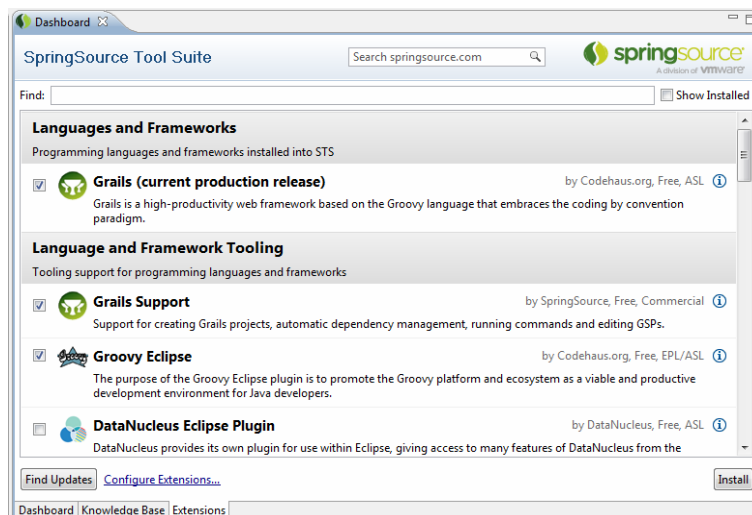 Dashboard
SpringSource Tool Suite
Search springsource.com
springsource
A division of vmware
Find:
Show Installed
Languages and Frameworks
Programming languages and frameworks installed into STS
Grails (current production release)
by Codehaus.org, Free, ASL
Grails is a high-productivity web framework based on the Groovy language that embraces the coding by convention
paradigm.
Language and Framework Tooling
Tooling support for programming languages and frameworks
Grails Support
by SpringSource, Free, Commercial
Support for creating Grails projects, automatic dependency management, running commands and editing GSPs.
Groovy
Groovy Eclipse
by Codehaus.org, Free, EPL/ASL
The purpose of the Groovy Eclipse plugin is to promote the Groovy platform and ecosystem as a viable and productive
development environment for Java developers.
DataNucleus Eclipse Plugin
by DataNucleus, Free, ASL
DataNucleus provides its own plugin for use within Eclipse, giving access to many features of DataNucleus from the
Find Updates
Configure Extensions...
Install
Dashboard
Knowledge Base
Extensions